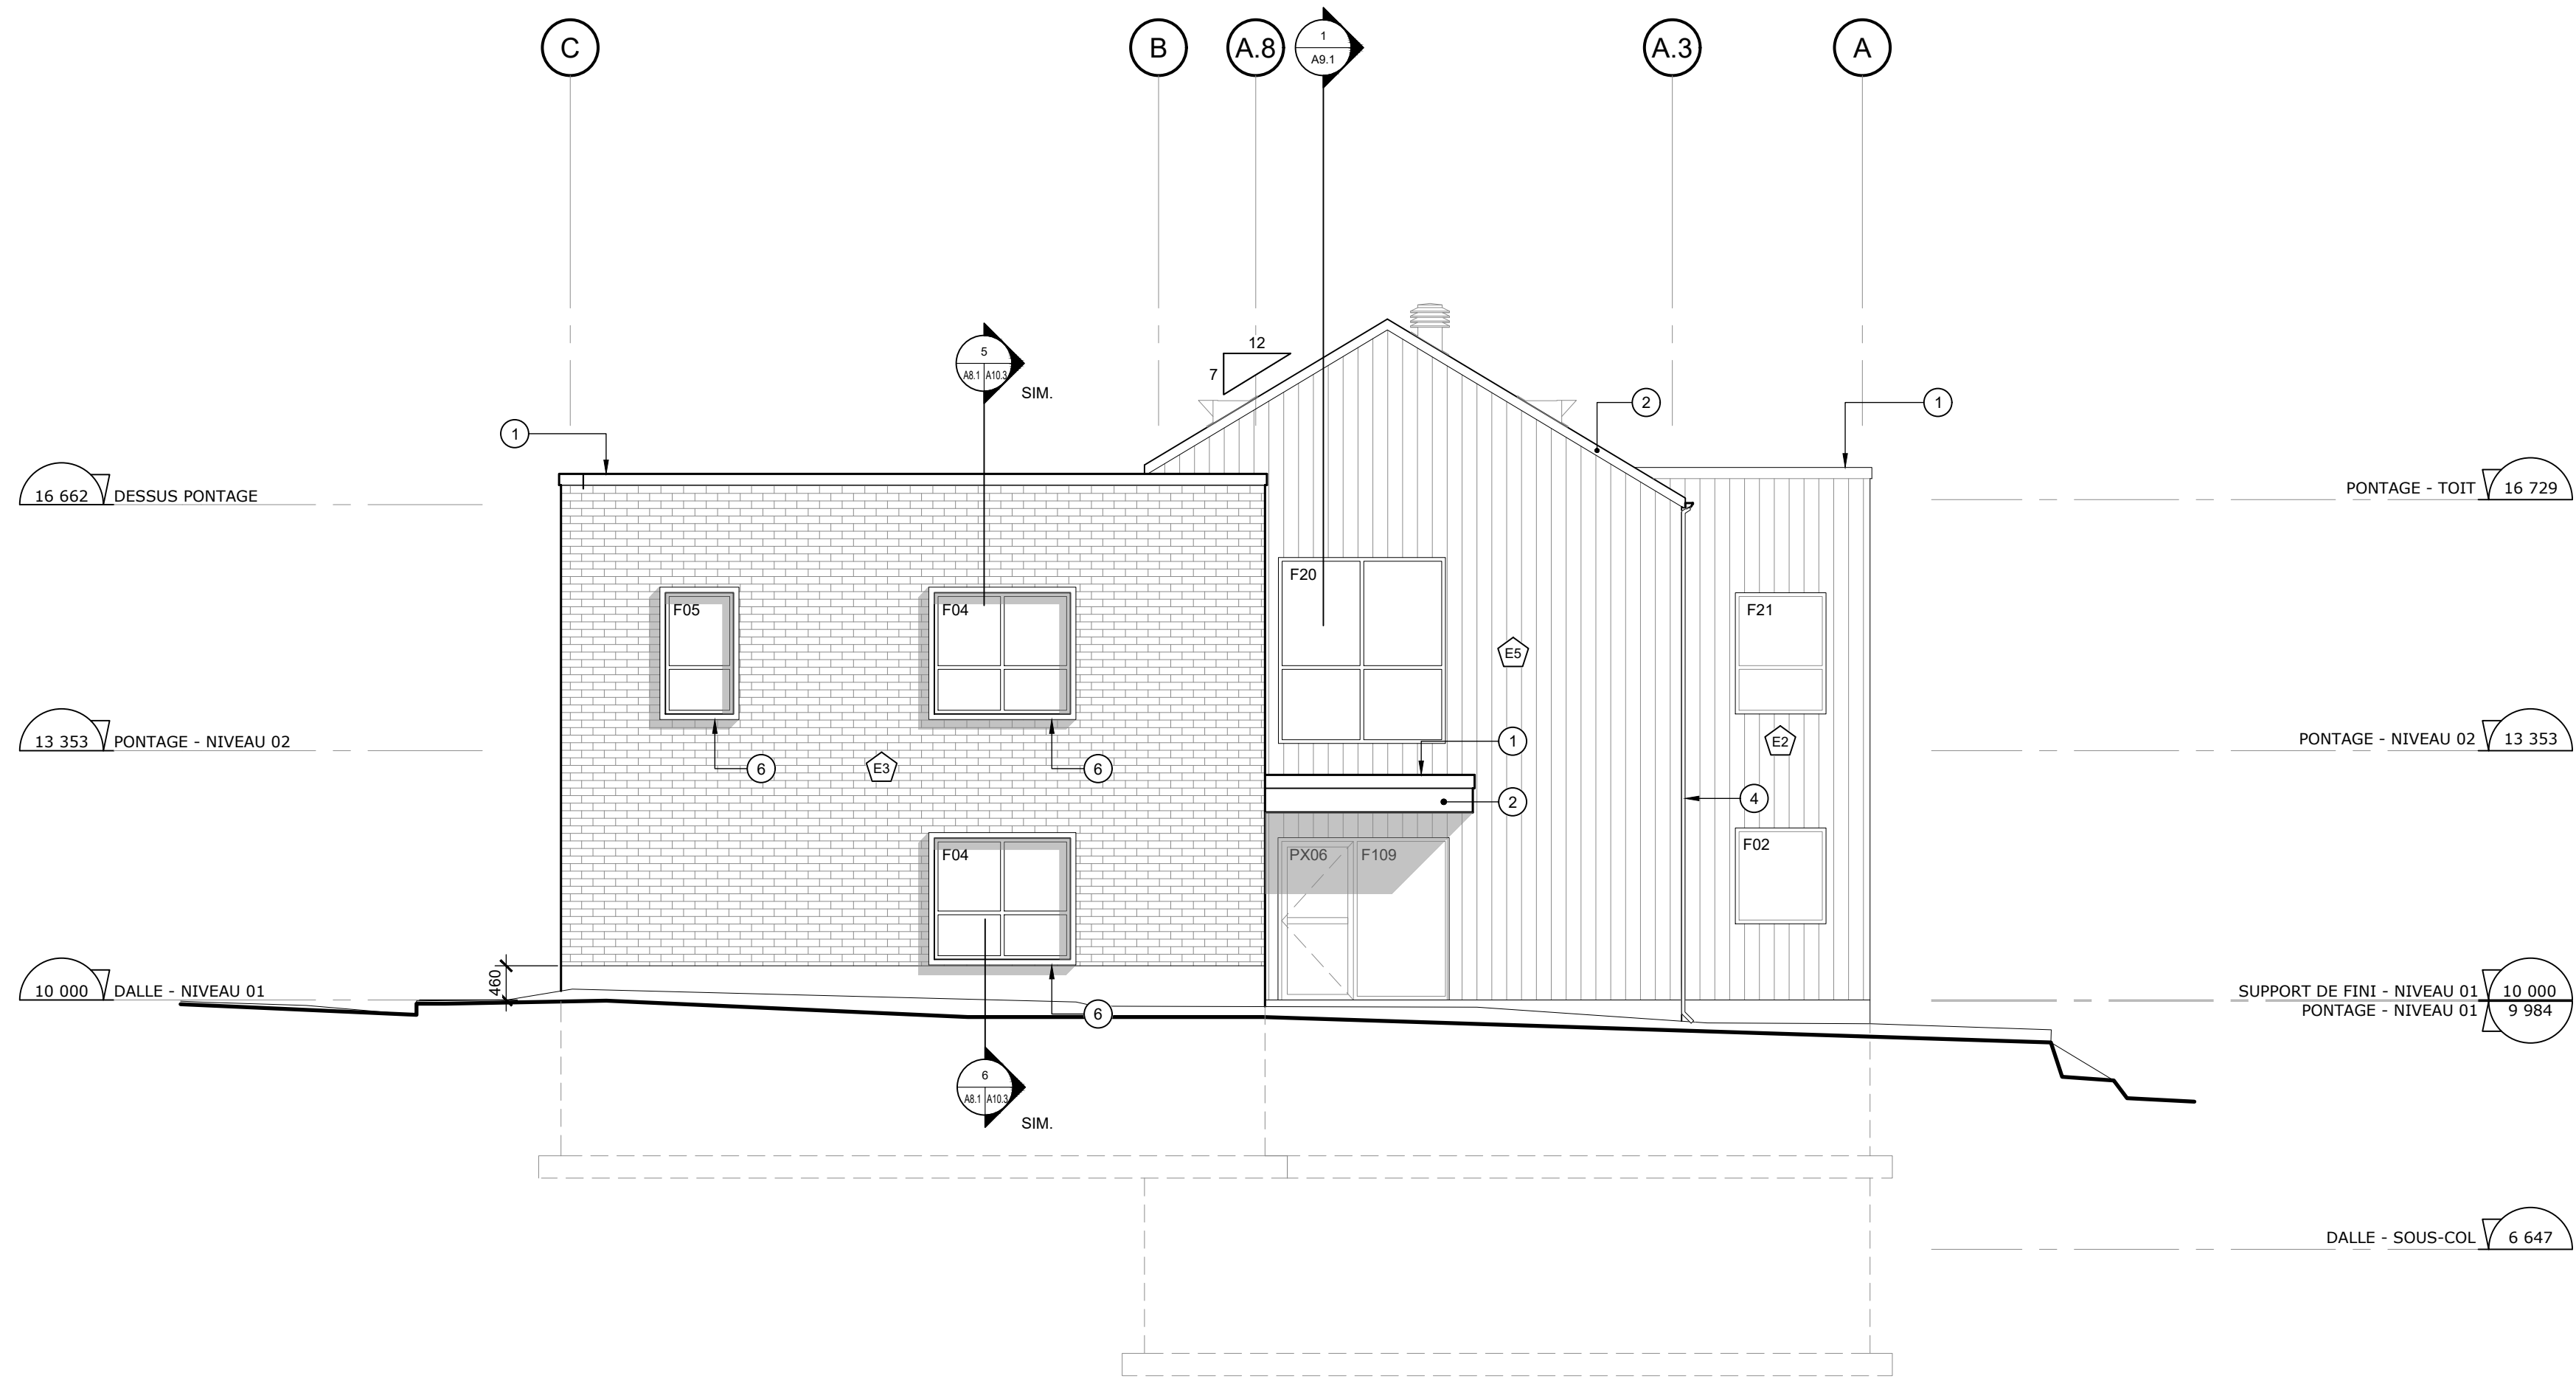 C
B
A.8
1
A9.1
A.3
A
5
A8.1 A10.3
SIM.
12
7
2
1
1
16 662 DESSUS PONTAGE
PONTAGE - TOIT 16 729
F20
F05
F04
F21
E5
13 353 PONTAGE - NIVEAU 02
PONTAGE - NIVEAU 02 13 353
1
E2
6
E3
6
2
4
F04
PX06
F109
F02
460
10 000 DALLE - NIVEAU 01
SUPPORT DE FINI - NIVEAU 01 10 000
PONTAGE - NIVEAU 01 9 984
6
6
A8.1 A10.3
SIM.
DALLE - SOUS-COL 6 647